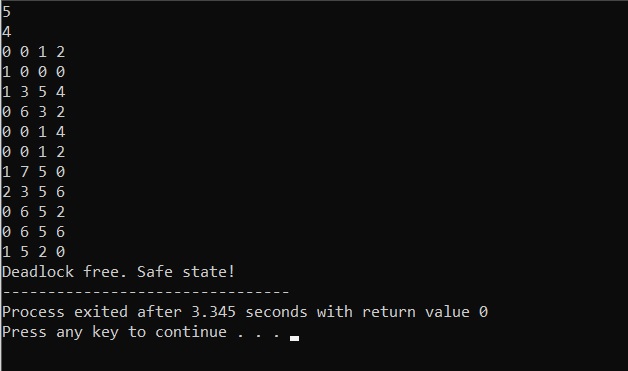 5
4
0 0 1 2
1 0 0 0
1 3 5 4
0 6 3 2
0 0 1 4
0 0 1 2
1 7 5 0
2 3 5 6
0 6 5 2
0 6 5 6
1 5 2 0
Deadlock free. Safe state!
--------------------------------
Process exited after 3.345 seconds with return value 0
Press any key to continue . . .